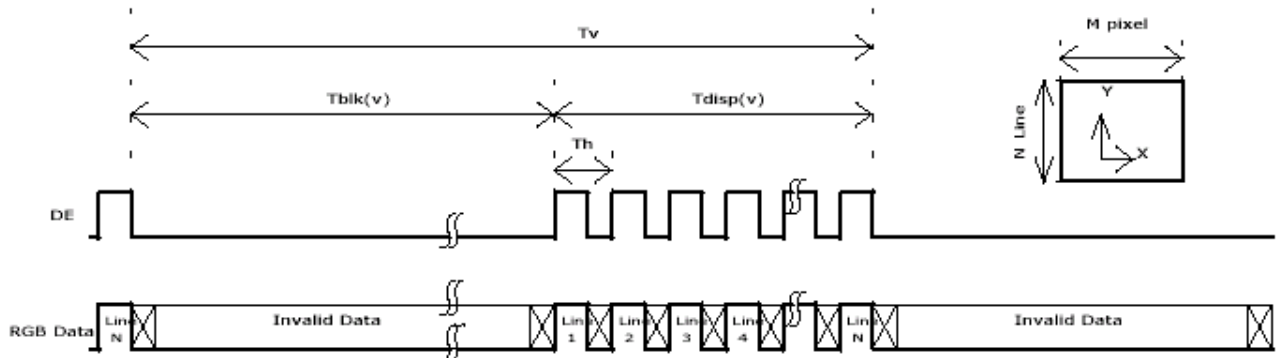 Tv
M pixel
Tblk(v)
Tdisp(v)
Y
N Line
X
Th
DE
RGB Data
Line N
Invalid Data
Line 1
Line 2
Line 3
Line 4
Line N
Invalid Data